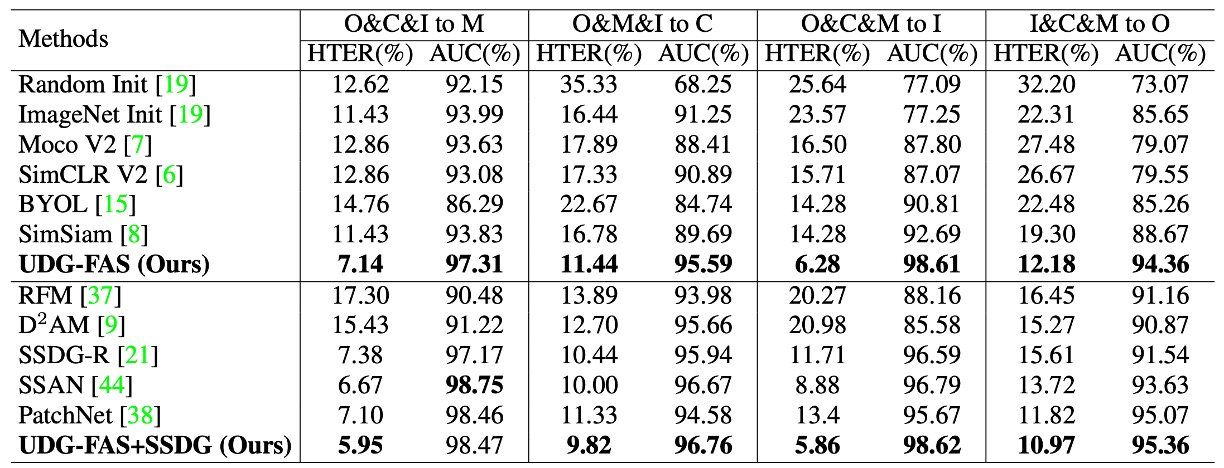 Methods O&C&I to M O&M&I to C O&C&M to I I&C&M to O
HTER(%) AUC(%) HTER(%) AUC(%) HTER(%) AUC(%) HTER(%) AUC(%)
Random Init [19] 12.62 92.15 35.33 68.25 25.64 77.09 32.20 73.07
ImageNet Init [19] 11.43 93.99 16.44 91.25 23.57 77.25 22.31 85.65
Moco V2 [7] 12.86 93.63 17.89 88.41 16.50 87.80 27.48 79.07
SimCLR V2 [6] 12.86 93.08 17.33 90.89 15.71 87.07 26.67 79.55
BYOL [15] 14.76 86.29 22.67 84.74 14.28 90.81 22.48 85.26
SimSiam [8] 11.43 93.83 16.78 89.69 14.28 92.69 19.30 88.67
UDG-FAS (Ours) 7.14 97.31 11.44 95.59 6.28 98.61 12.18 94.36
RFM [37] 17.30 90.48 13.89 93.98 20.27 88.16 16.45 91.16
D²AM [9] 15.43 91.22 12.70 95.66 20.98 85.58 15.27 90.87
SSDG-R [21] 7.38 97.17 10.44 95.94 11.71 96.59 15.61 91.54
SSAN [44] 6.67 98.75 10.00 96.67 8.88 96.79 13.72 93.63
PatchNet [38] 7.10 98.46 11.33 94.58 13.4 95.67 11.82 95.07
UDG-FAS+SSDG (Ours) 5.95 98.47 9.82 96.76 5.86 98.62 10.97 95.36